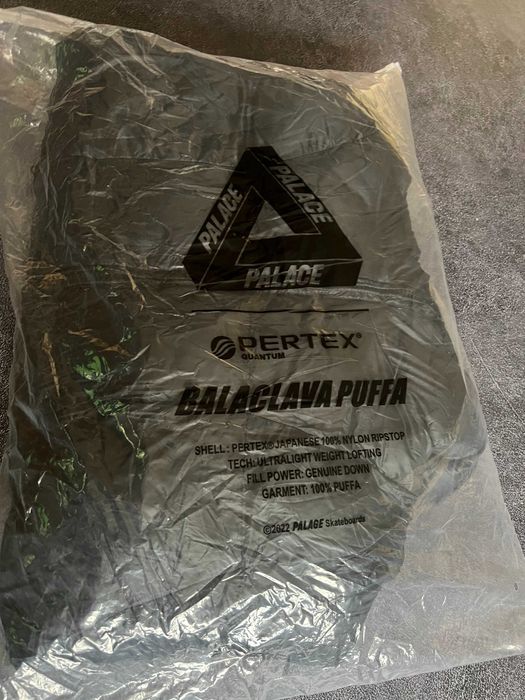 PALACE
PALACE
PALACE
PERTEX®
QUANTUM
BALACLAVA PUFFA
SHELL : PERTEX® JAPANESE 100% NYLON RIPSTOP
TECH: ULTRALIGHT WEIGHT LOFTING
FILL POWER: GENUINE DOWN
GARMENT: 100% PUFFA
©2022 PALACE Skateboards